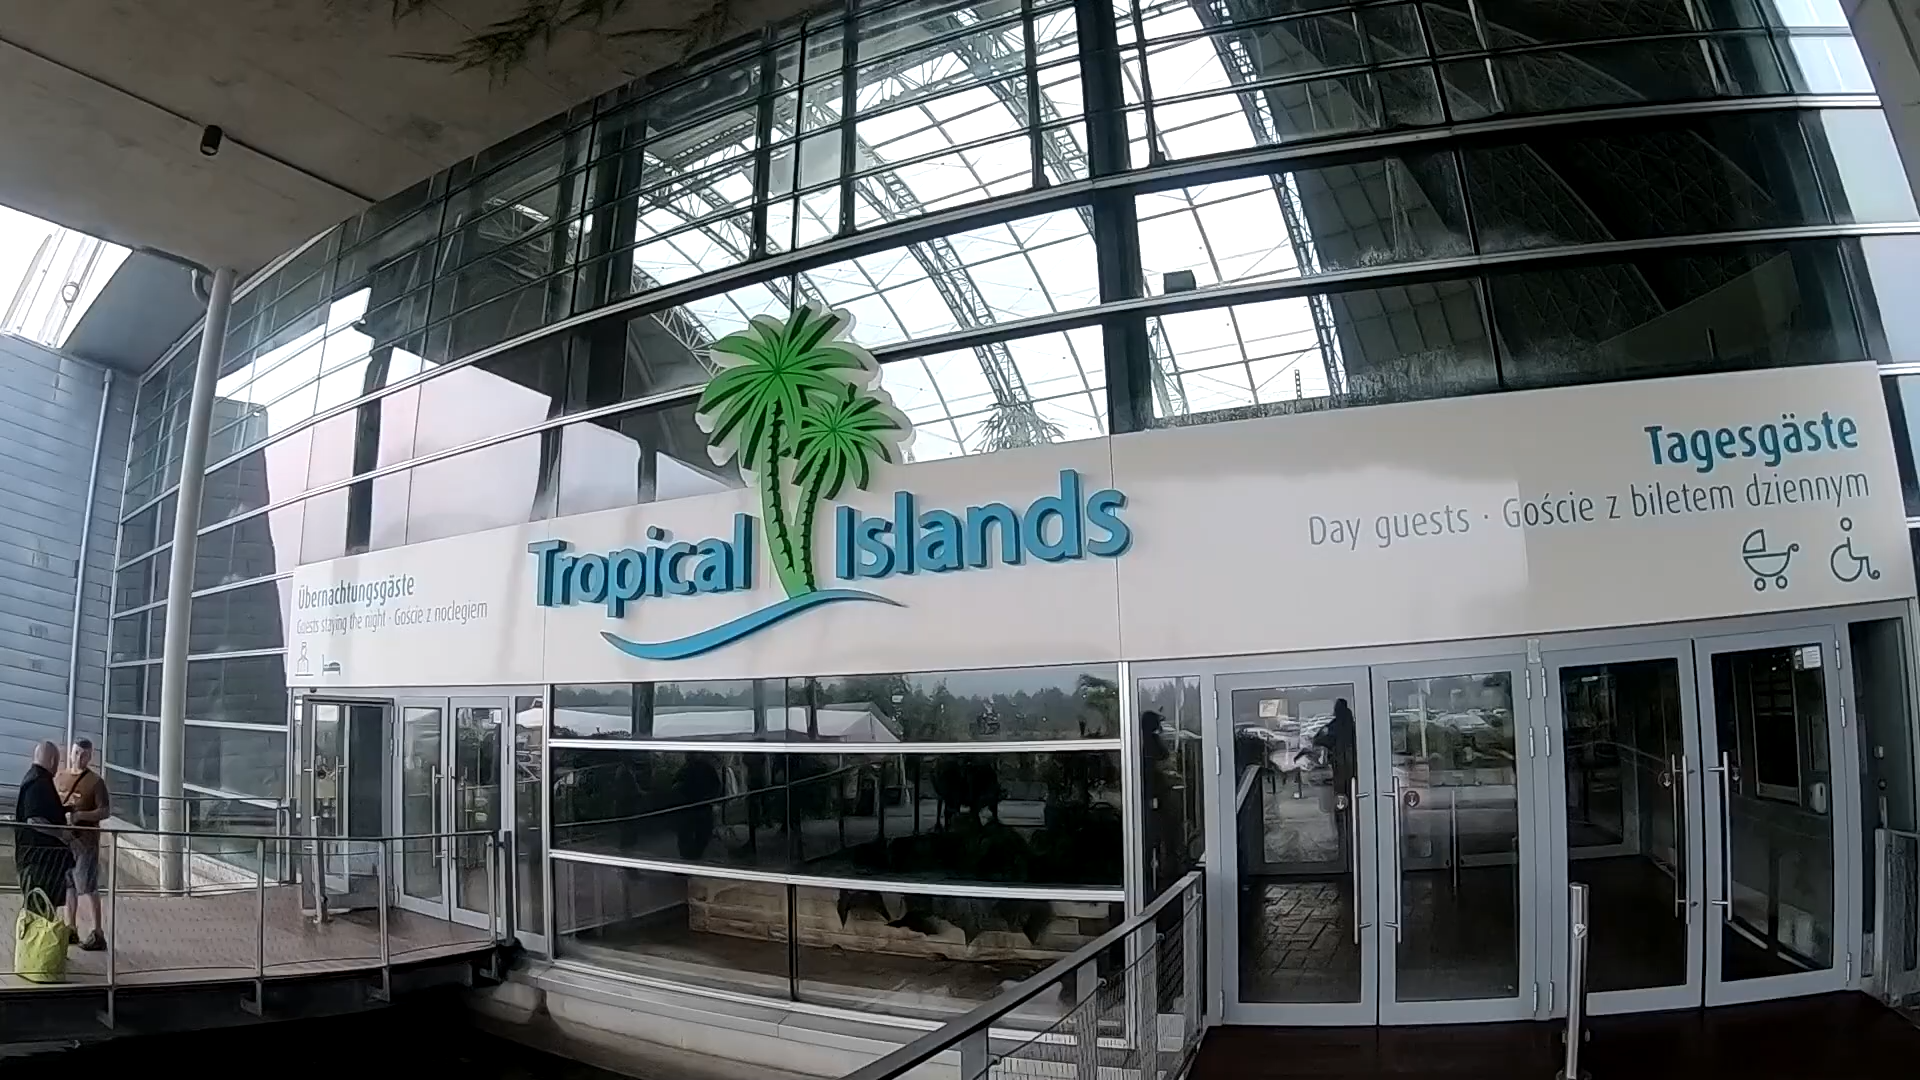 Tagesgäste
Day guests · Goście z biletem dziennym
Tropical Islands
Übernachtungsgäste
Guests staying the night · Goście z noclegiem